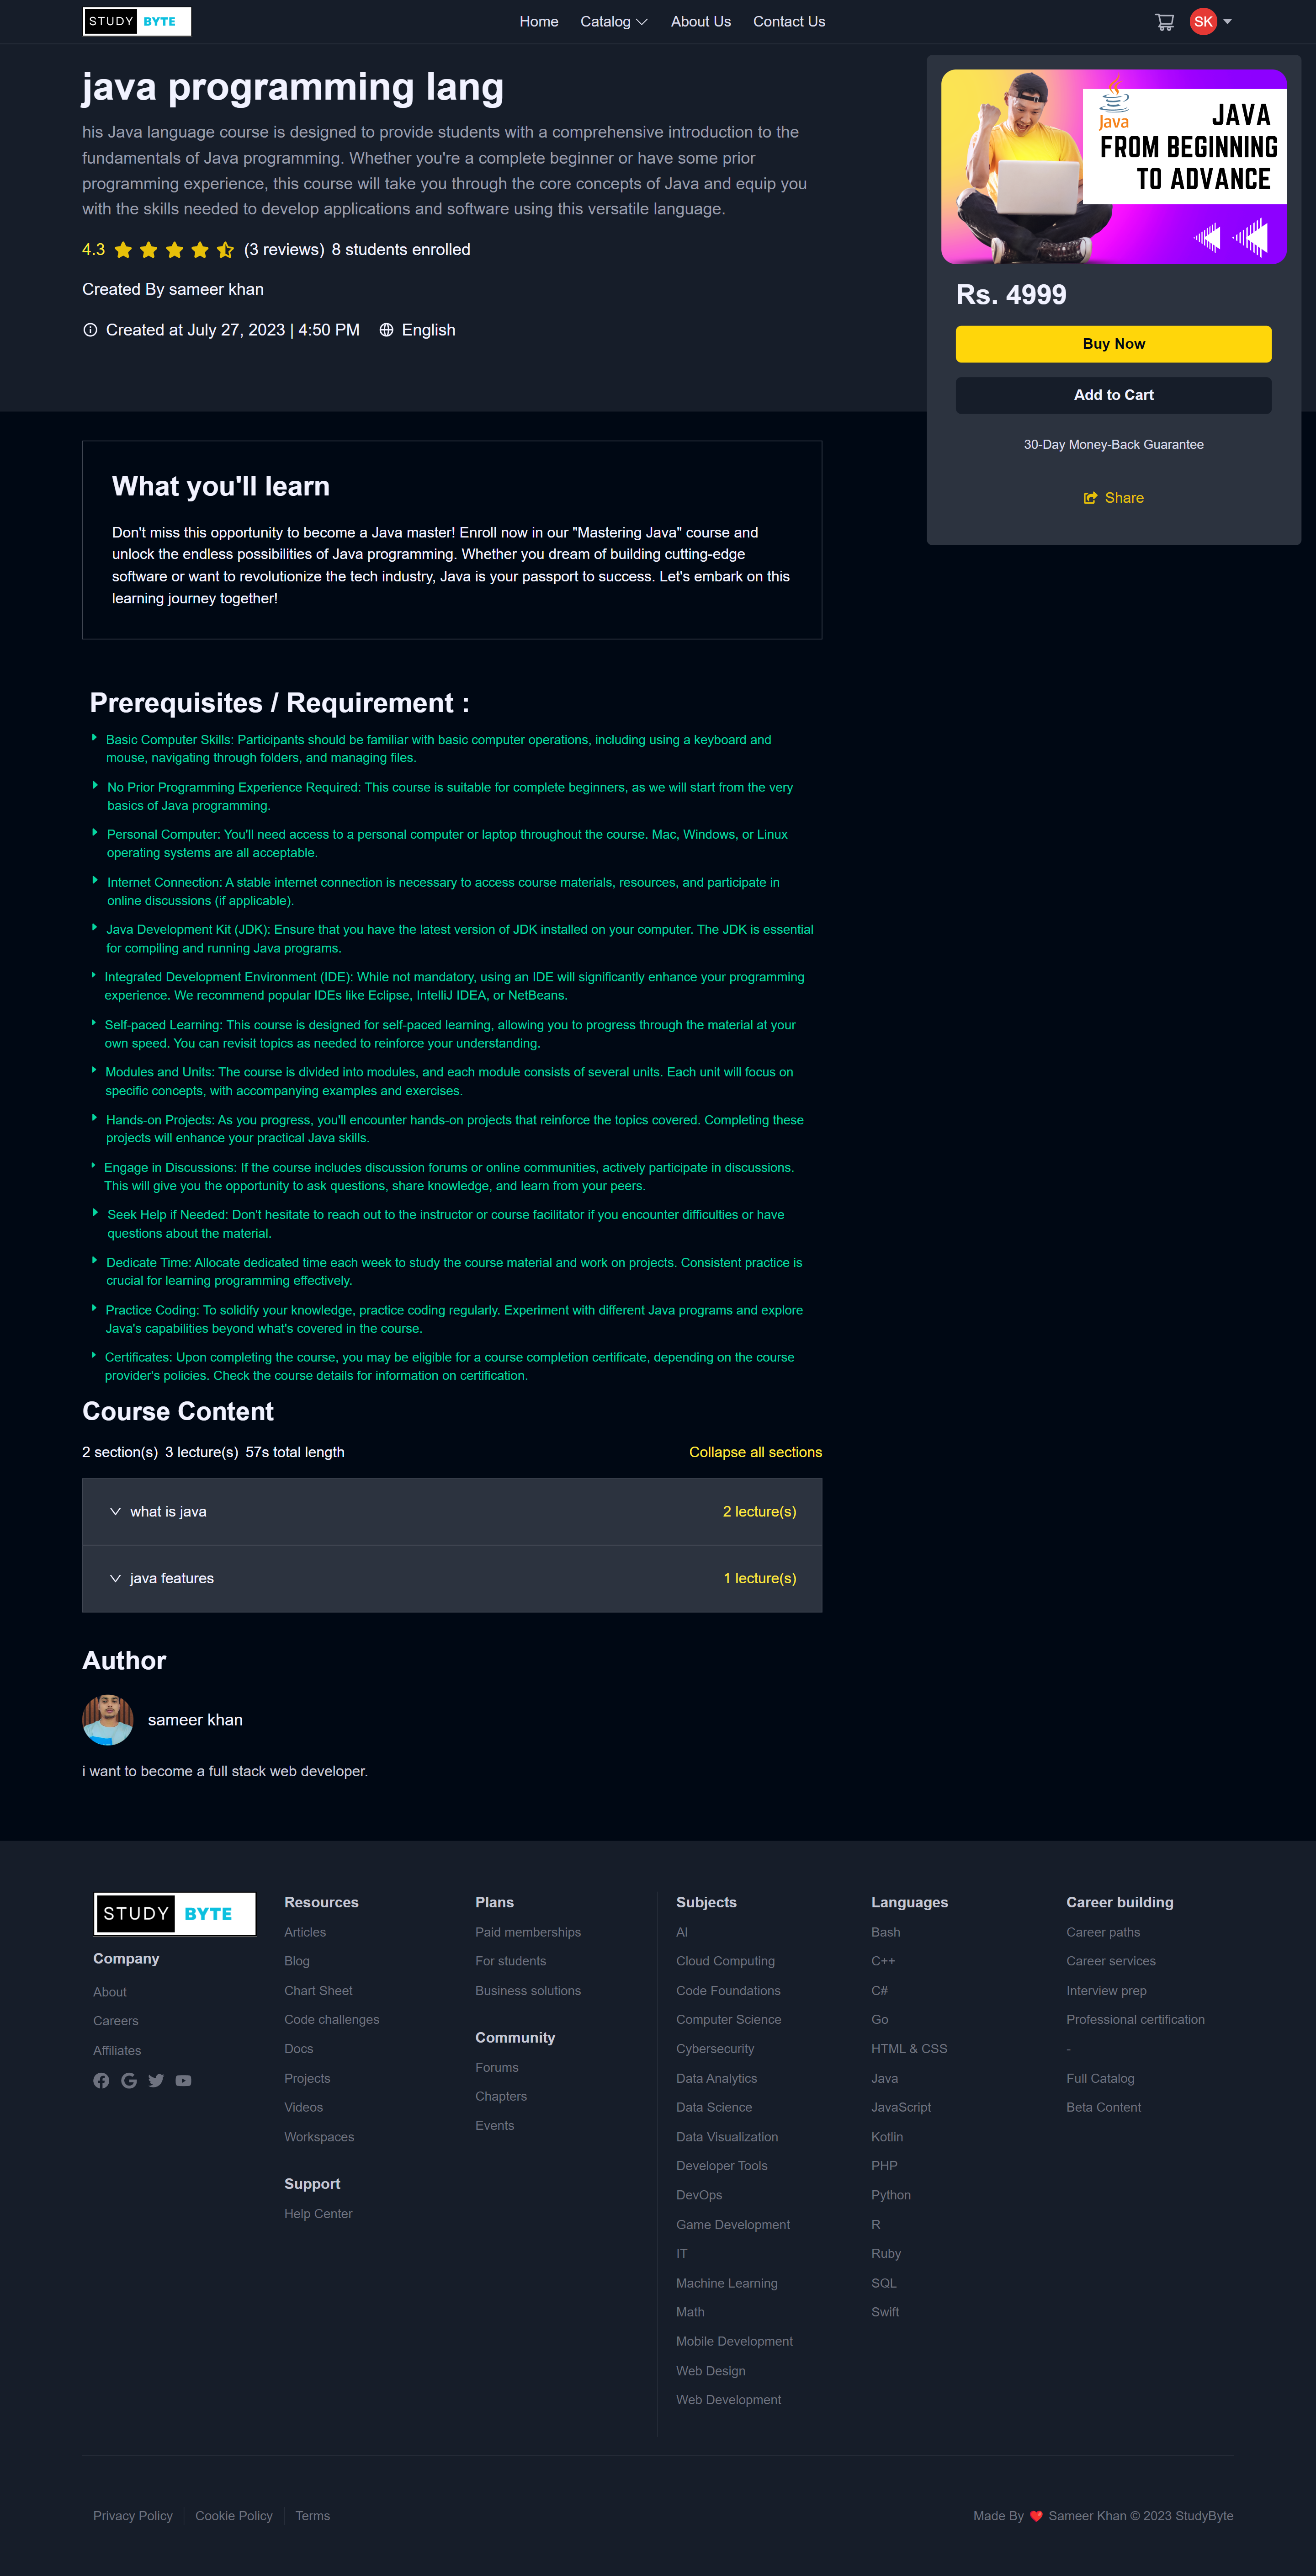 STUDY BYTE
Home Catalog About Us Contact Us
SK
java programming lang
his Java language course is designed to provide students with a comprehensive introduction to the
fundamentals of Java programming. Whether you're a complete beginner or have some prior
programming experience, this course will take you through the core concepts of Java and equip you
with the skills needed to develop applications and software using this versatile language.
4.3 (3 reviews) 8 students enrolled
Created By sameer khan
Created at July 27, 2023 | 4:50 PM English
Java
JAVA
FROM BEGINNING
TO ADVANCE
Rs. 4999
Buy Now
Add to Cart
30-Day Money-Back Guarantee
Share
What you'll learn
Don't miss this opportunity to become a Java master! Enroll now in our "Mastering Java" course and
unlock the endless possibilities of Java programming. Whether you dream of building cutting-edge
software or want to revolutionize the tech industry, Java is your passport to success. Let's embark on this
learning journey together!
Prerequisites / Requirement :
Basic Computer Skills: Participants should be familiar with basic computer operations, including using a keyboard and
mouse, navigating through folders, and managing files.
No Prior Programming Experience Required: This course is suitable for complete beginners, as we will start from the very
basics of Java programming.
Personal Computer: You'll need access to a personal computer or laptop throughout the course. Mac, Windows, or Linux
operating systems are all acceptable.
Internet Connection: A stable internet connection is necessary to access course materials, resources, and participate in
online discussions (if applicable).
Java Development Kit (JDK): Ensure that you have the latest version of JDK installed on your computer. The JDK is essential
for compiling and running Java programs.
Integrated Development Environment (IDE): While not mandatory, using an IDE will significantly enhance your programming
experience. We recommend popular IDEs like Eclipse, IntelliJ IDEA, or NetBeans.
Self-paced Learning: This course is designed for self-paced learning, allowing you to progress through the material at your
own speed. You can revisit topics as needed to reinforce your understanding.
Modules and Units: The course is divided into modules, and each module consists of several units. Each unit will focus on
specific concepts, with accompanying examples and exercises.
Hands-on Projects: As you progress, you'll encounter hands-on projects that reinforce the topics covered. Completing these
projects will enhance your practical Java skills.
Engage in Discussions: If the course includes discussion forums or online communities, actively participate in discussions.
This will give you the opportunity to ask questions, share knowledge, and learn from your peers.
Seek Help if Needed: Don't hesitate to reach out to the instructor or course facilitator if you encounter difficulties or have
questions about the material.
Dedicate Time: Allocate dedicated time each week to study the course material and work on projects. Consistent practice is
crucial for learning programming effectively.
Practice Coding: To solidify your knowledge, practice coding regularly. Experiment with different Java programs and explore
Java's capabilities beyond what's covered in the course.
Certificates: Upon completing the course, you may be eligible for a course completion certificate, depending on the course
provider's policies. Check the course details for information on certification.
Course Content
2 section(s) 3 lecture(s) 57s total length Collapse all sections
what is java 2 lecture(s)
java features 1 lecture(s)
Author
sameer khan
i want to become a full stack web developer.
STUDY BYTE
Company
About
Careers
Affiliates
Resources
Articles
Blog
Chart Sheet
Code challenges
Docs
Projects
Videos
Workspaces
Support
Help Center
Plans
Paid memberships
For students
Business solutions
Community
Forums
Chapters
Events
Subjects
AI
Cloud Computing
Code Foundations
Computer Science
Cybersecurity
Data Analytics
Data Science
Data Visualization
Developer Tools
DevOps
Game Development
IT
Machine Learning
Math
Mobile Development
Web Design
Web Development
Languages
Bash
C++
C#
Go
HTML & CSS
Java
JavaScript
Kotlin
PHP
Python
R
Ruby
SQL
Swift
Career building
Career paths
Career services
Interview prep
Professional certification
-
Full Catalog
Beta Content
Privacy Policy Cookie Policy Terms
Made By ❤️ Sameer Khan © 2023 StudyByte